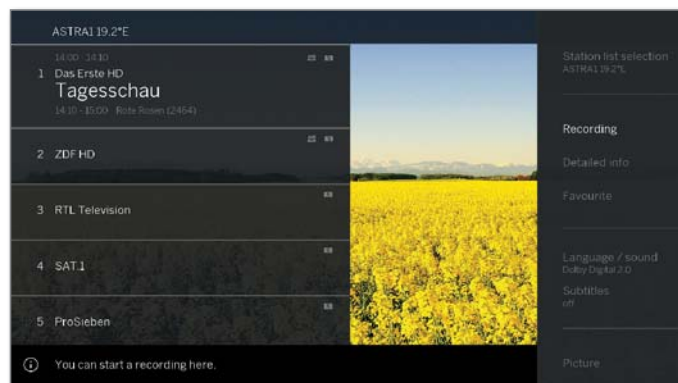 ASTRA1 19.2°E
14:00 - 14:10
1 Das Erste HD
Tagesschau
14:10 - 15:00 Rote Rosen (2464)
2 ZDF HD
3 RTL Television
4 SAT.1
5 ProSieben
You can start a recording here.
Station list selection
ASTRA1 19.2°E
Recording
Detailed info
Favourite
Language / sound
Dolby Digital 2.0
Subtitles
off
Picture